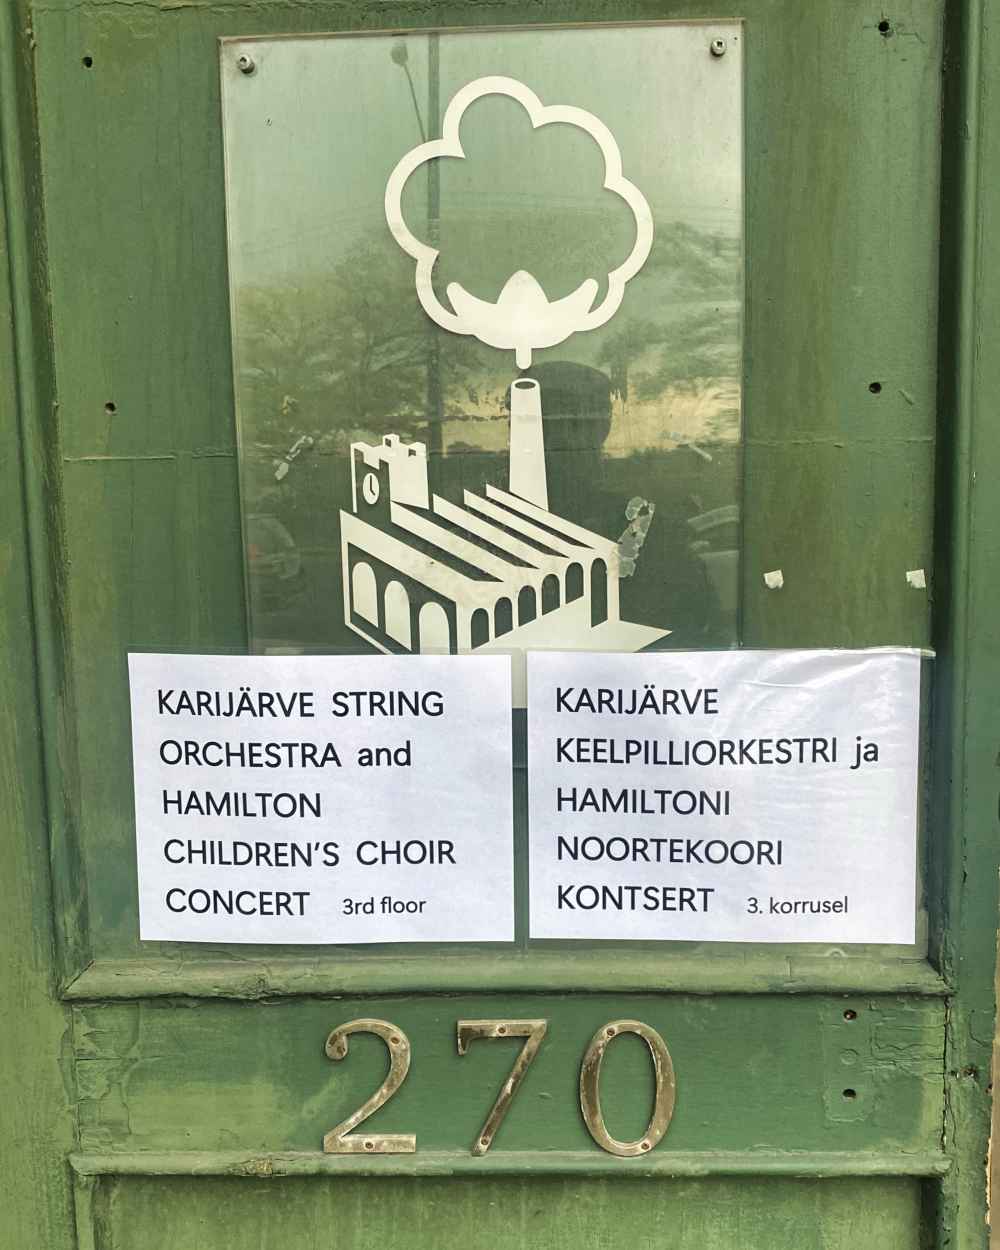 KARIJÄRVE STRING
ORCHESTRA and
HAMILTON
CHILDREN'S CHOIR
CONCERT 3rd floor
KARIJÄRVE
KEELPILLIORKESTRI ja
HAMILTONI
NOORTEKOORI
KONTSERT 3. korrusel
270